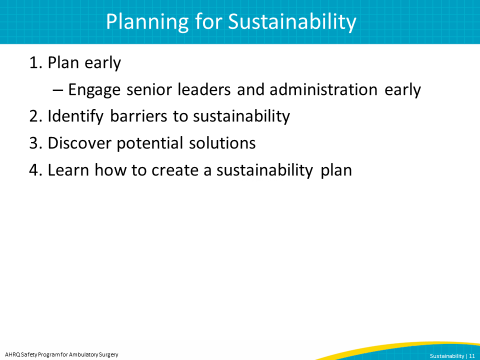 Planning for Sustainability
1. Plan early
– Engage senior leaders and administration early
2. Identify barriers to sustainability
3. Discover potential solutions
4. Learn how to create a sustainability plan
AHRQ Safety Program for Ambulatory Surgery
Sustainability | 11